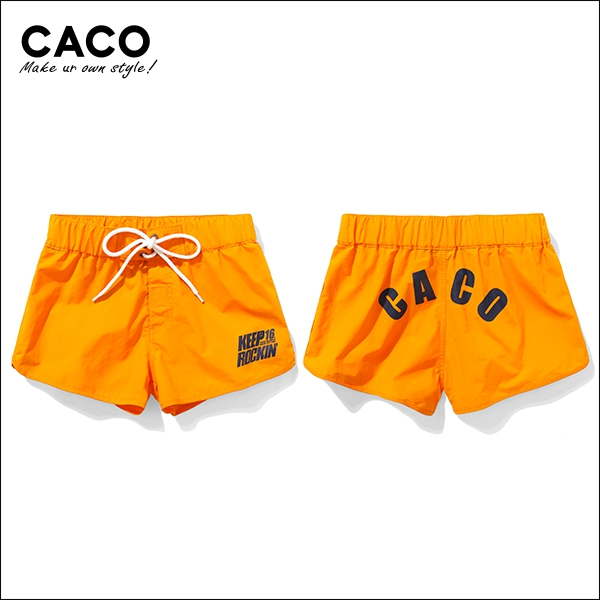 CACO
Make ur own style!
KEEP 16
ROCKIN'
CACO